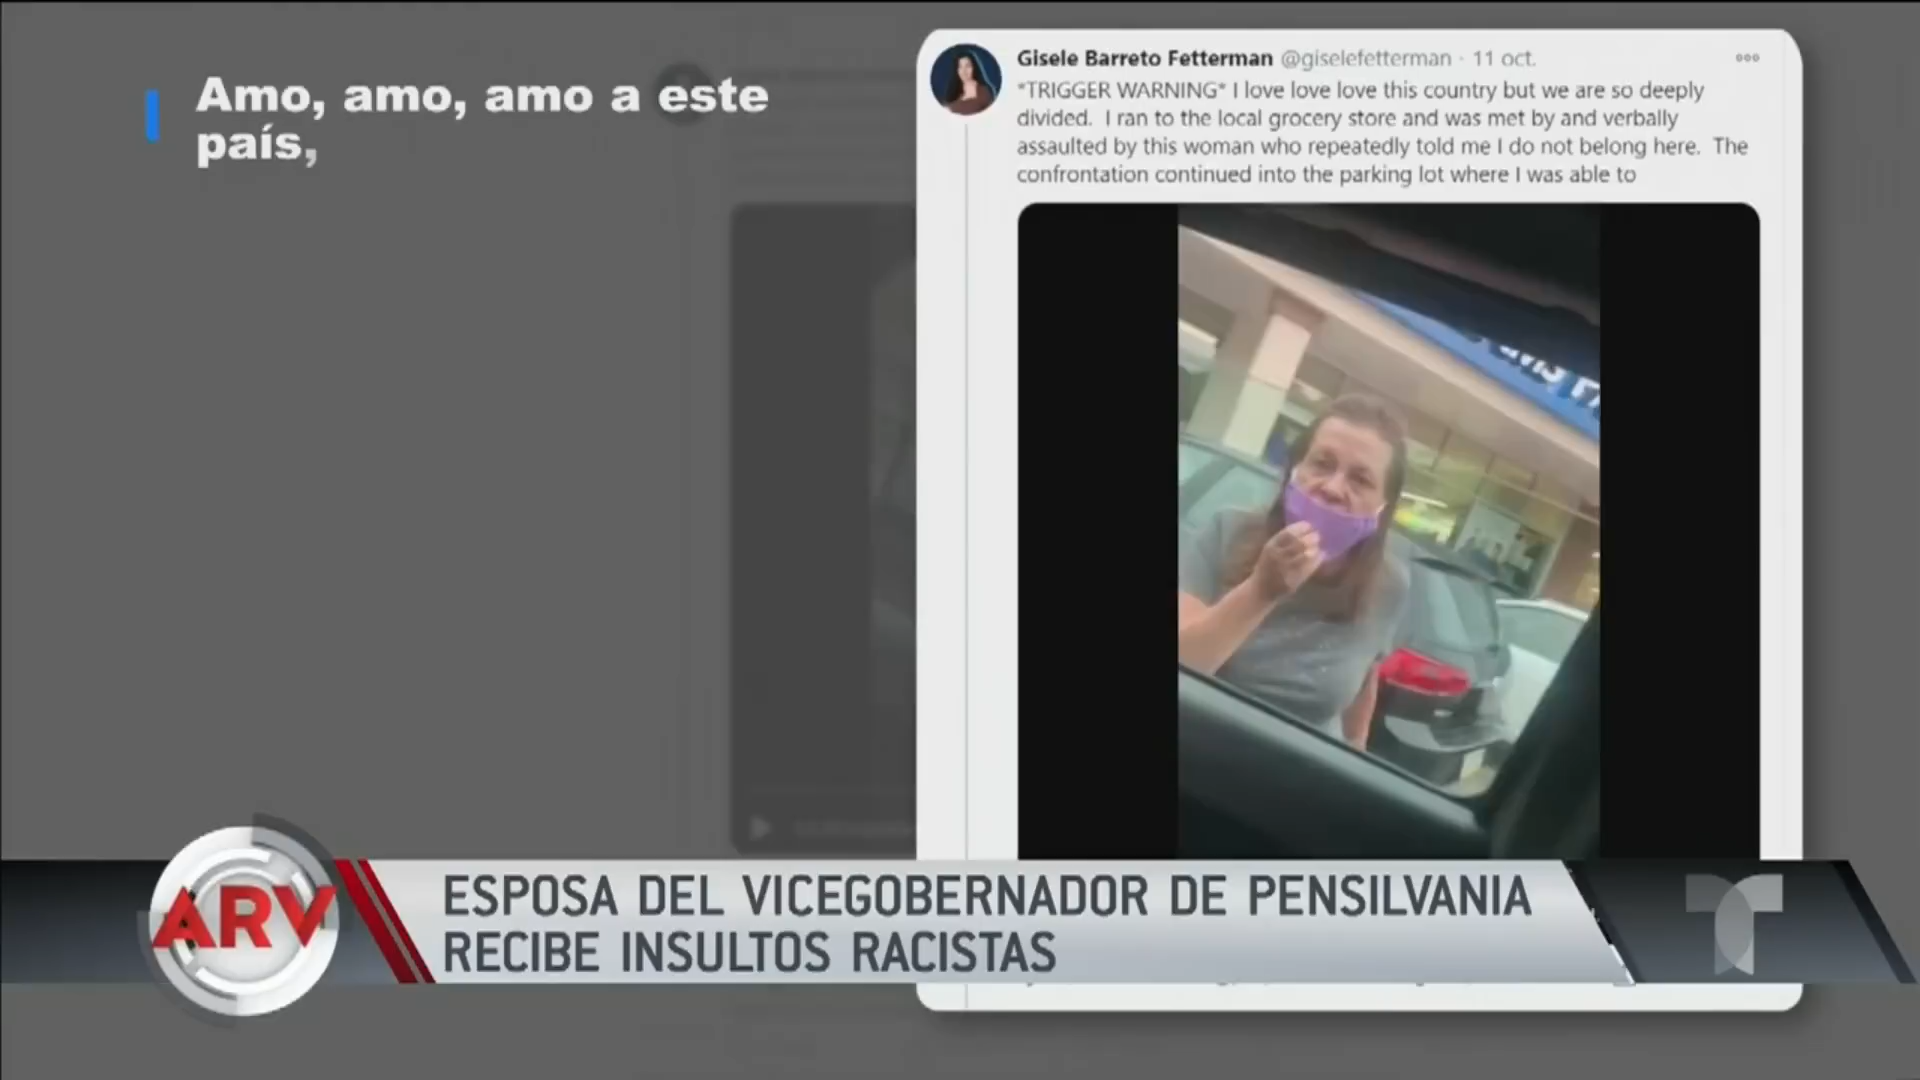 Amo, amo, amo a este
país,
Gisele Barreto Fetterman @giselefetterman · 11 oct.
*TRIGGER WARNING* I love love love this country but we are so deeply
divided. I ran to the local grocery store and was met by and verbally
assaulted by this woman who repeatedly told me I do not belong here. The
confrontation continued into the parking lot where I was able to
ARV
ESPOSA DEL VICEGOBERNADOR DE PENSILVANIA
RECIBE INSULTOS RACISTAS